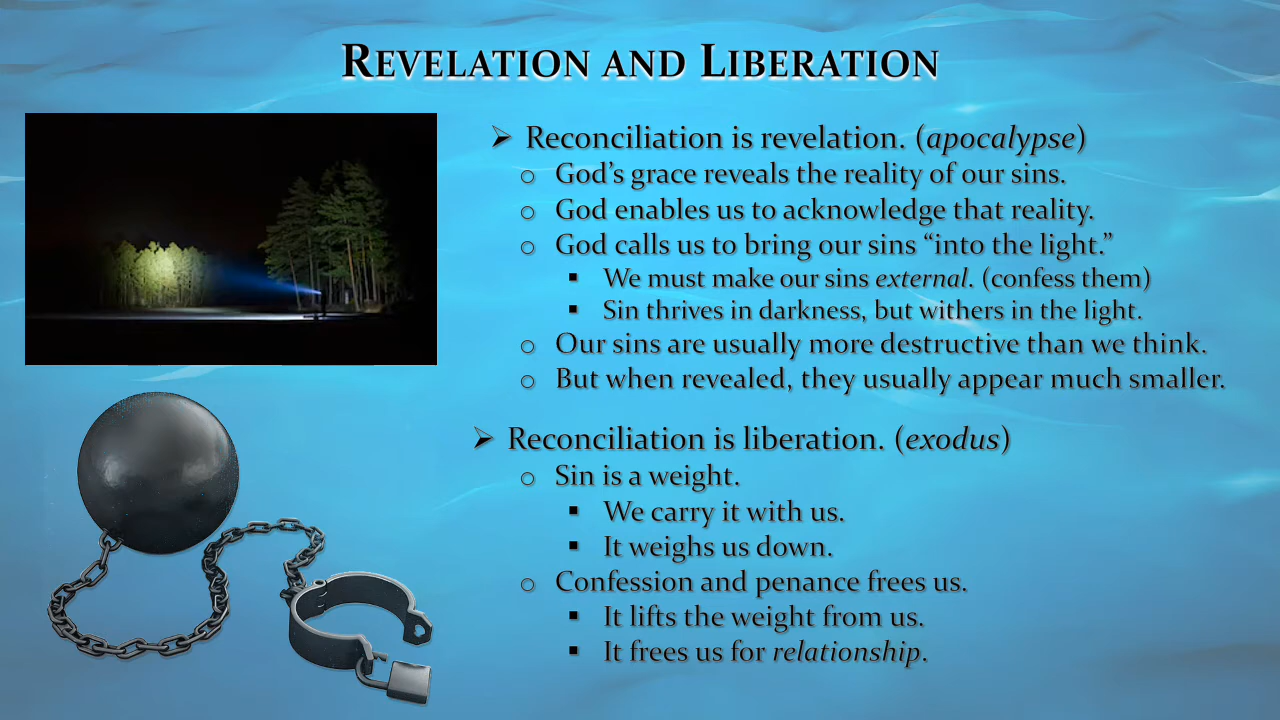 Revelation and Liberation
➢ Reconciliation is revelation. (apocalypse)
o God’s grace reveals the reality of our sins.
o God enables us to acknowledge that reality.
o God calls us to bring our sins “into the light.”
▪ We must make our sins external. (confess them)
▪ Sin thrives in darkness, but withers in the light.
o Our sins are usually more destructive than we think.
o But when revealed, they usually appear much smaller.
➢ Reconciliation is liberation. (exodus)
o Sin is a weight.
▪ We carry it with us.
▪ It weighs us down.
o Confession and penance frees us.
▪ It lifts the weight from us.
▪ It frees us for relationship.